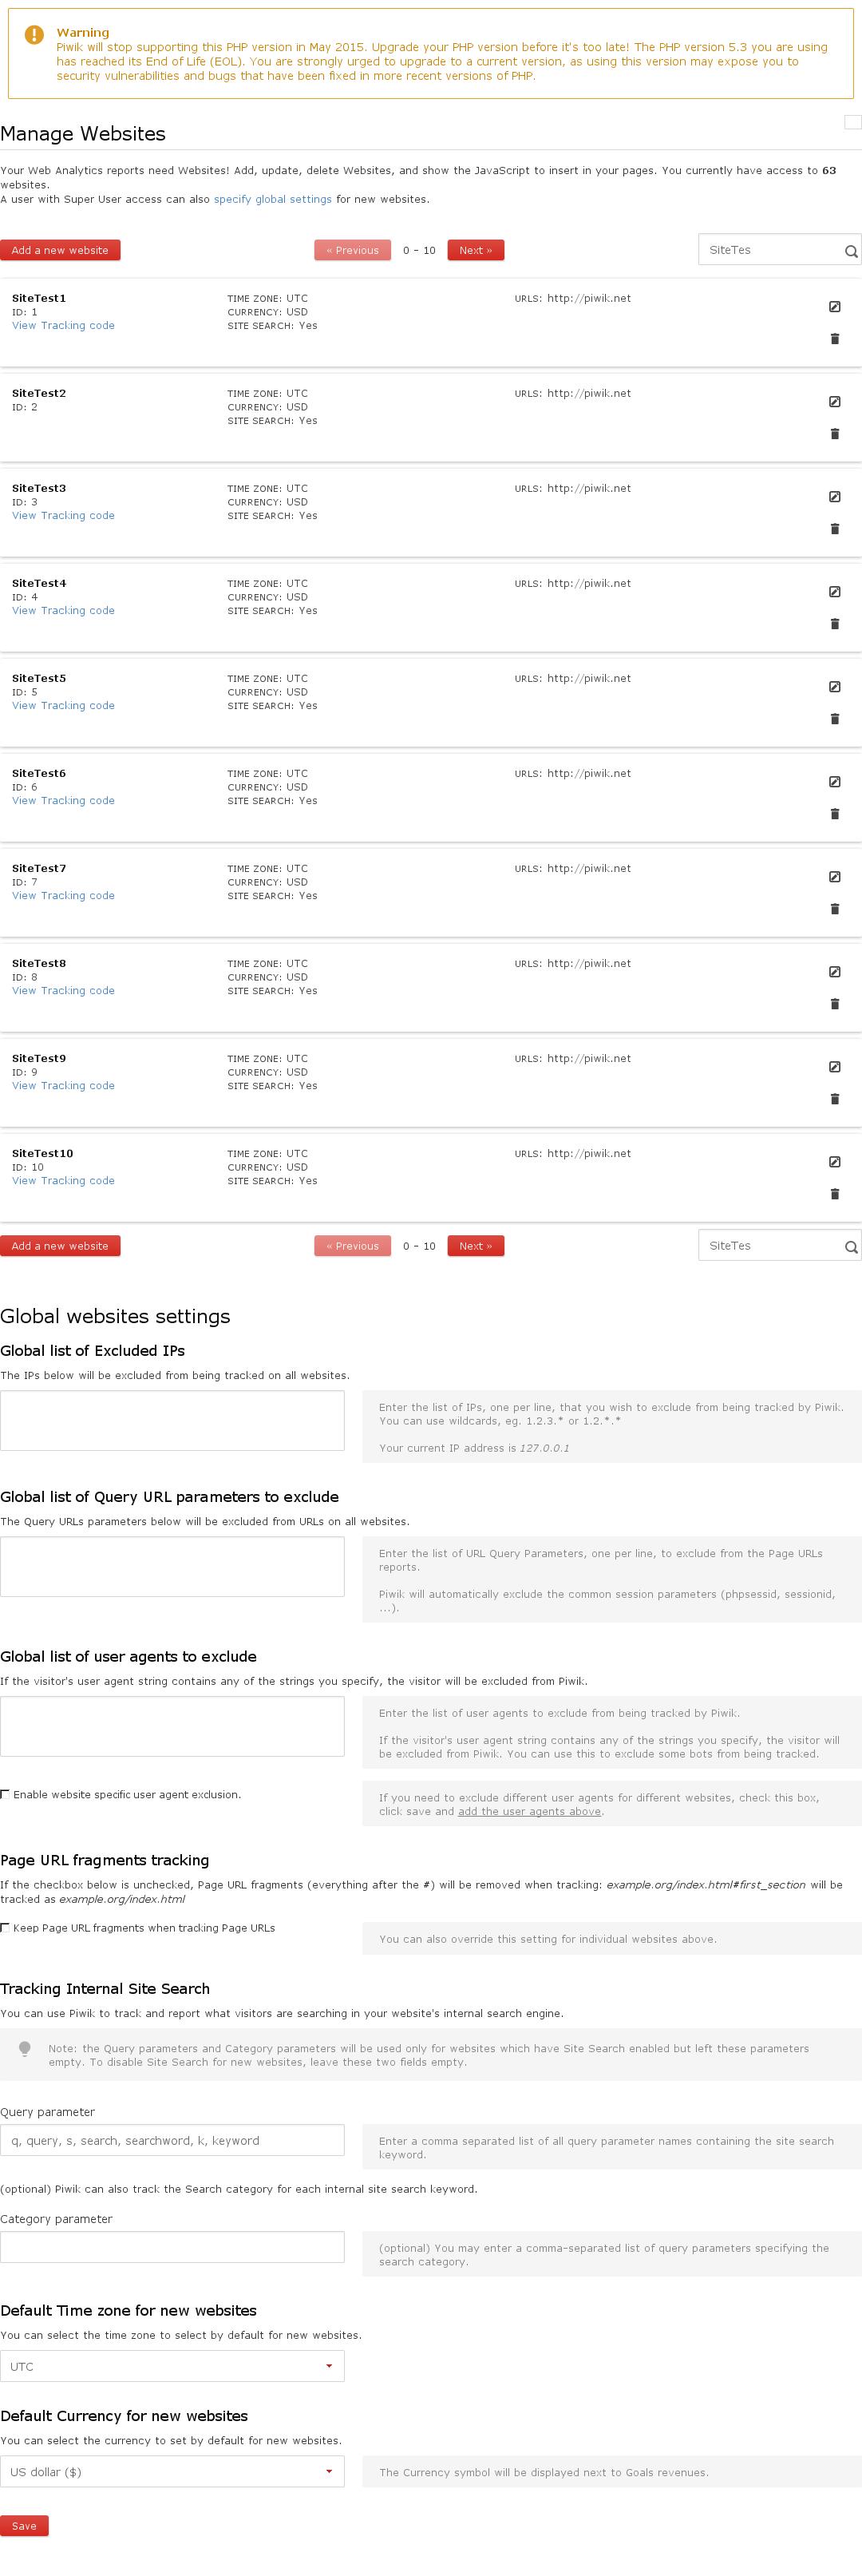 Warning
Piwik will stop supporting this PHP version in May 2015. Upgrade your PHP version before it's too late! The PHP version 5.3 you are using
has reached its End of Life (EOL). You are strongly urged to upgrade to a current version, as using this version may expose you to
security vulnerabilities and bugs that have been fixed in more recent versions of PHP.
Manage Websites
Your Web Analytics reports need Websites! Add, update, delete Websites, and show the JavaScript to insert in your pages. You currently have access to 63
websites.
A user with Super User access can also specify global settings for new websites.
Add a new website « Previous 0 - 10 Next » SiteTes
SiteTest1 TIME ZONE: UTC URLS: http://piwik.net
ID: 1 CURRENCY: USD
View Tracking code SITE SEARCH: Yes
SiteTest2 TIME ZONE: UTC URLS: http://piwik.net
ID: 2 CURRENCY: USD
SITE SEARCH: Yes
SiteTest3 TIME ZONE: UTC URLS: http://piwik.net
ID: 3 CURRENCY: USD
View Tracking code SITE SEARCH: Yes
SiteTest4 TIME ZONE: UTC URLS: http://piwik.net
ID: 4 CURRENCY: USD
View Tracking code SITE SEARCH: Yes
SiteTest5 TIME ZONE: UTC URLS: http://piwik.net
ID: 5 CURRENCY: USD
View Tracking code SITE SEARCH: Yes
SiteTest6 TIME ZONE: UTC URLS: http://piwik.net
ID: 6 CURRENCY: USD
View Tracking code SITE SEARCH: Yes
SiteTest7 TIME ZONE: UTC URLS: http://piwik.net
ID: 7 CURRENCY: USD
View Tracking code SITE SEARCH: Yes
SiteTest8 TIME ZONE: UTC URLS: http://piwik.net
ID: 8 CURRENCY: USD
View Tracking code SITE SEARCH: Yes
SiteTest9 TIME ZONE: UTC URLS: http://piwik.net
ID: 9 CURRENCY: USD
View Tracking code SITE SEARCH: Yes
SiteTest10 TIME ZONE: UTC URLS: http://piwik.net
ID: 10 CURRENCY: USD
View Tracking code SITE SEARCH: Yes
Add a new website « Previous 0 - 10 Next » SiteTes
Global websites settings
Global list of Excluded IPs
The IPs below will be excluded from being tracked on all websites.
Enter the list of IPs, one per line, that you wish to exclude from being tracked by Piwik.
You can use wildcards, eg. 1.2.3.* or 1.2.*.*
Your current IP address is 127.0.0.1
Global list of Query URL parameters to exclude
The Query URLs parameters below will be excluded from URLs on all websites.
Enter the list of URL Query Parameters, one per line, to exclude from the Page URLs
reports.
Piwik will automatically exclude the common session parameters (phpsessid, sessionid,
...).
Global list of user agents to exclude
If the visitor's user agent string contains any of the strings you specify, the visitor will be excluded from Piwik.
Enter the list of user agents to exclude from being tracked by Piwik.
If the visitor's user agent string contains any of the strings you specify, the visitor will
be excluded from Piwik. You can use this to exclude some bots from being tracked.
Enable website specific user agent exclusion.
If you need to exclude different user agents for different websites, check this box,
click save and add the user agents above.
Page URL fragments tracking
If the checkbox below is unchecked, Page URL fragments (everything after the #) will be removed when tracking: example.org/index.html#first_section will be
tracked as example.org/index.html
Keep Page URL fragments when tracking Page URLs
You can also override this setting for individual websites above.
Tracking Internal Site Search
You can use Piwik to track and report what visitors are searching in your website's internal search engine.
Note: the Query parameters and Category parameters will be used only for websites which have Site Search enabled but left these parameters
empty. To disable Site Search for new websites, leave these two fields empty.
Query parameter
q, query, s, search, searchword, k, keyword
Enter a comma separated list of all query parameter names containing the site search
keyword.
(optional) Piwik can also track the Search category for each internal site search keyword.
Category parameter
(optional) You may enter a comma-separated list of query parameters specifying the
search category.
Default Time zone for new websites
You can select the time zone to select by default for new websites.
UTC
Default Currency for new websites
You can select the currency to set by default for new websites.
US dollar ($)
The Currency symbol will be displayed next to Goals revenues.
Save